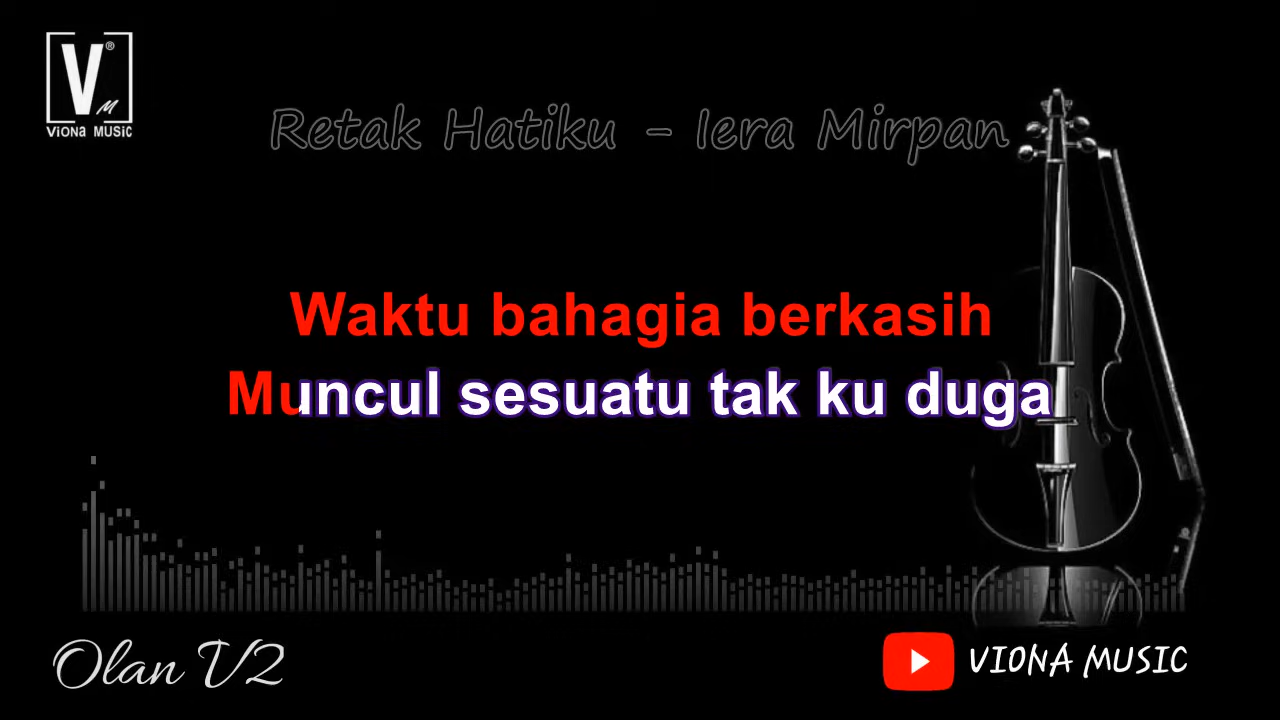 V®
M
ViONa MUSiC
Retak Hatiku - Iera Mirpan
Waktu bahagia berkasih
Muncul sesuatu tak ku duga
Olan V2
VIONA MUSIC